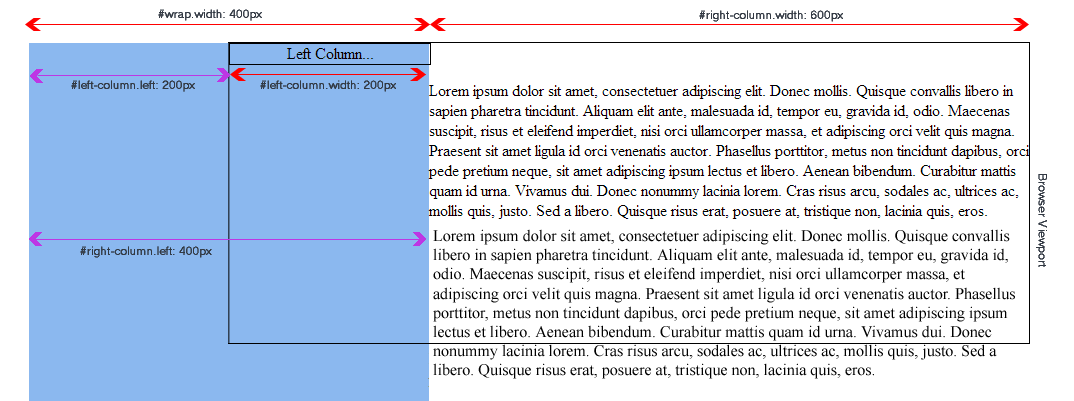 #wrap.width: 400px
#right-column.width: 600px
Left Column...
#left-column.left: 200px
#left-column.width: 200px
Lorem ipsum dolor sit amet, consectetuer adipiscing elit. Donec mollis. Quisque convallis libero in
sapien pharetra tincidunt. Aliquam elit ante, malesuada id, tempor eu, gravida id, odio. Maecenas
suscipit, risus et eleifend imperdiet, nisi orci ullamcorper massa, et adipiscing orci velit quis magna.
Praesent sit amet ligula id orci venenatis auctor. Phasellus porttitor, metus non tincidunt dapibus, orci
pede pretium neque, sit amet adipiscing ipsum lectus et libero. Aenean bibendum. Curabitur mattis
quam id urna. Vivamus dui. Donec nonummy lacinia lorem. Cras risus arcu, sodales ac, ultrices ac,
mollis quis, justo. Sed a libero. Quisque risus erat, posuere at, tristique non, lacinia quis, eros.
Browser Viewport
#right-column.left: 400px
Lorem ipsum dolor sit amet, consectetuer adipiscing elit. Donec mollis. Quisque convallis
libero in sapien pharetra tincidunt. Aliquam elit ante, malesuada id, tempor eu, gravida id,
odio. Maecenas suscipit, risus et eleifend imperdiet, nisi orci ullamcorper massa, et
adipiscing orci velit quis magna. Praesent sit amet ligula id orci venenatis auctor. Phasellus
porttitor, metus non tincidunt dapibus, orci pede pretium neque, sit amet adipiscing ipsum
lectus et libero. Aenean bibendum. Curabitur mattis quam id urna. Vivamus dui. Donec
nonummy lacinia lorem. Cras risus arcu, sodales ac, ultrices ac, mollis quis, justo. Sed a
libero. Quisque risus erat, posuere at, tristique non, lacinia quis, eros.